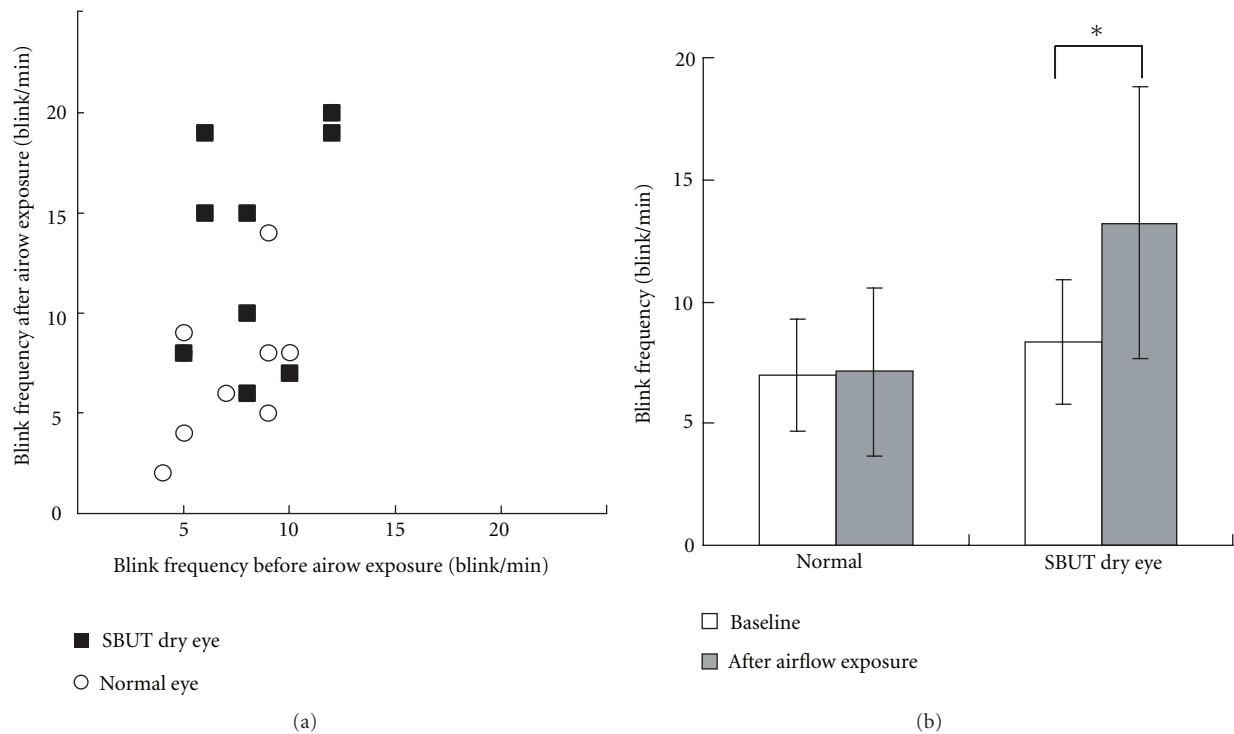 Blink frequency after airow exposure (blink/min)
20
15
10
5
0
5
10
15
20
Blink frequency before airow exposure (blink/min)
SBUT dry eye
Normal eye
(a)
*
Blink frequency (blink/min)
20
15
10
5
0
Normal
SBUT dry eye
Baseline
After airflow exposure
(b)